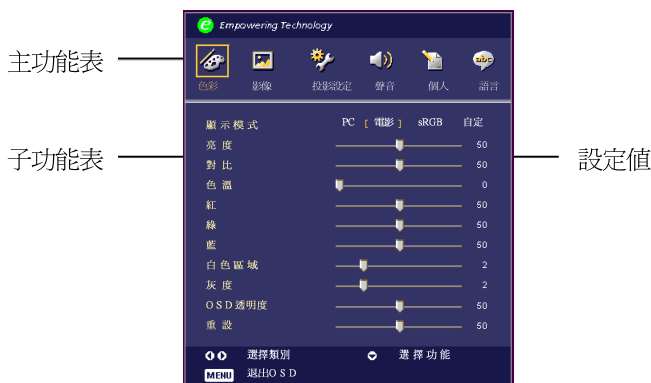 Empowering Technology
主功能表
色彩 影像 投影設定 聲音 個人 語言
顯示模式 PC [ 電影 ] sRGB 自定
亮度 50
子功能表
設定值
對比 50
色溫 0
紅 50
綠 50
藍 50
白色區域 2
灰度 2
OSD透明度 50
重設 50
選擇類別 選擇功能
MENU 退出OSD